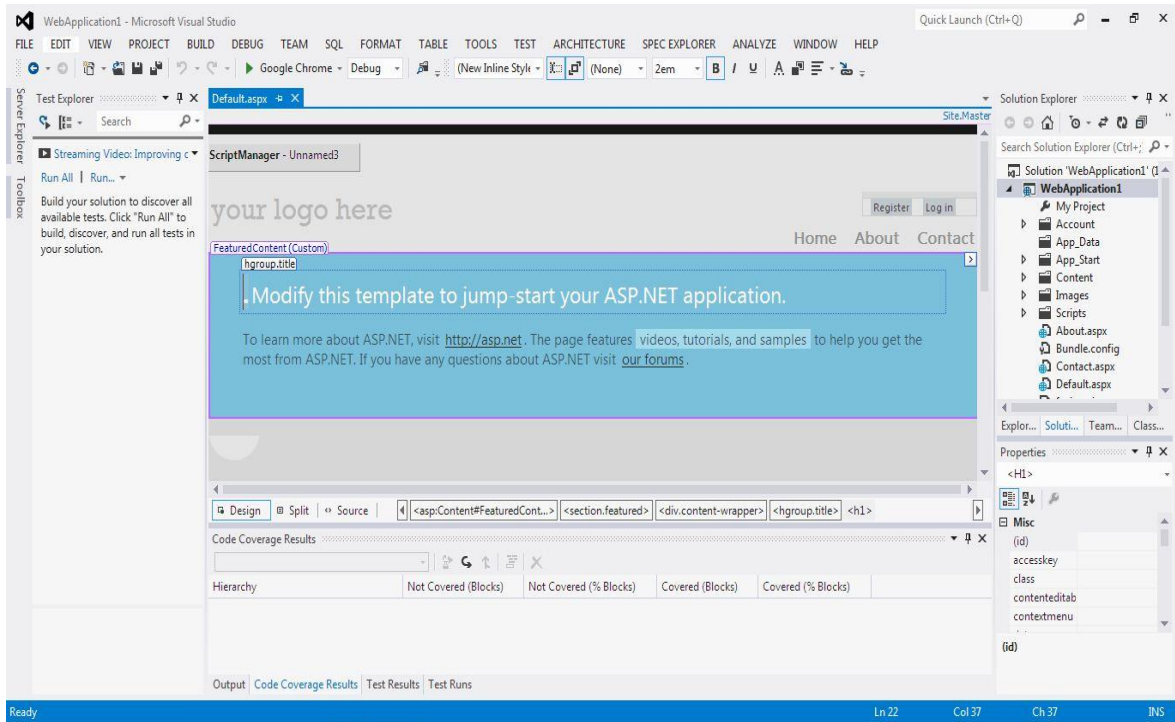 WebApplication1 - Microsoft Visual Studio
Quick Launch (Ctrl+Q)
FILE EDIT VIEW PROJECT BUILD DEBUG TEAM SQL FORMAT TABLE TOOLS TEST ARCHITECTURE SPEC EXPLORER ANALYZE WINDOW HELP
Google Chrome Debug (New Inline Style (None) 2em B I U A
Server Explorer
Toolbox
Test Explorer
Search
Streaming Video: Improving c
Run All | Run...
Build your solution to discover all
available tests. Click "Run All" to
build, discover, and run all tests in
your solution.
Default.aspx
Site.Master
ScriptManager - Unnamed3
your logo here
Register Log in
Home About Contact
FeaturedContent (Custom)
hgroup.title
. Modify this template to jump-start your ASP.NET application.
To learn more about ASP.NET, visit http://asp.net. The page features videos, tutorials, and samples to help you get the
most from ASP.NET. If you have any questions about ASP.NET visit our forums.
Design Split Source <asp:Content#FeaturedCont...> <section.featured> <div.content-wrapper> <hgroup.title> <h1>
Code Coverage Results
Hierarchy Not Covered (Blocks) Not Covered (% Blocks) Covered (Blocks) Covered (% Blocks)
Output Code Coverage Results Test Results Test Runs
Solution Explorer
Search Solution Explorer (Ctrl+;
Solution 'WebApplication1' (1
WebApplication1
My Project
Account
App_Data
App_Start
Content
Images
Scripts
About.aspx
Bundle.config
Contact.aspx
Default.aspx
Explor... Soluti... Team... Class...
Properties
<H1>
Misc
(id)
accesskey
class
contenteditab
contextmenu
(id)
Ready Ln 22 Col 37 Ch 37 INS